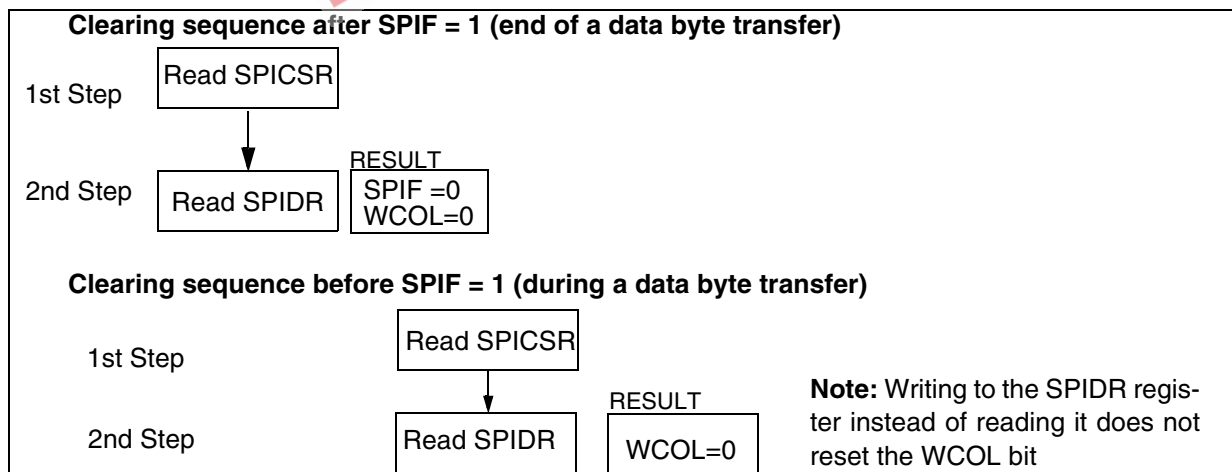 Clearing sequence after SPIF = 1 (end of a data byte transfer)
1st Step
Read SPICSR
2nd Step
Read SPIDR
RESULT
SPIF =0
WCOL=0
Clearing sequence before SPIF = 1 (during a data byte transfer)
1st Step
Read SPICSR
2nd Step
Read SPIDR
RESULT
WCOL=0
Note: Writing to the SPIDR regis-
ter instead of reading it does not
reset the WCOL bit